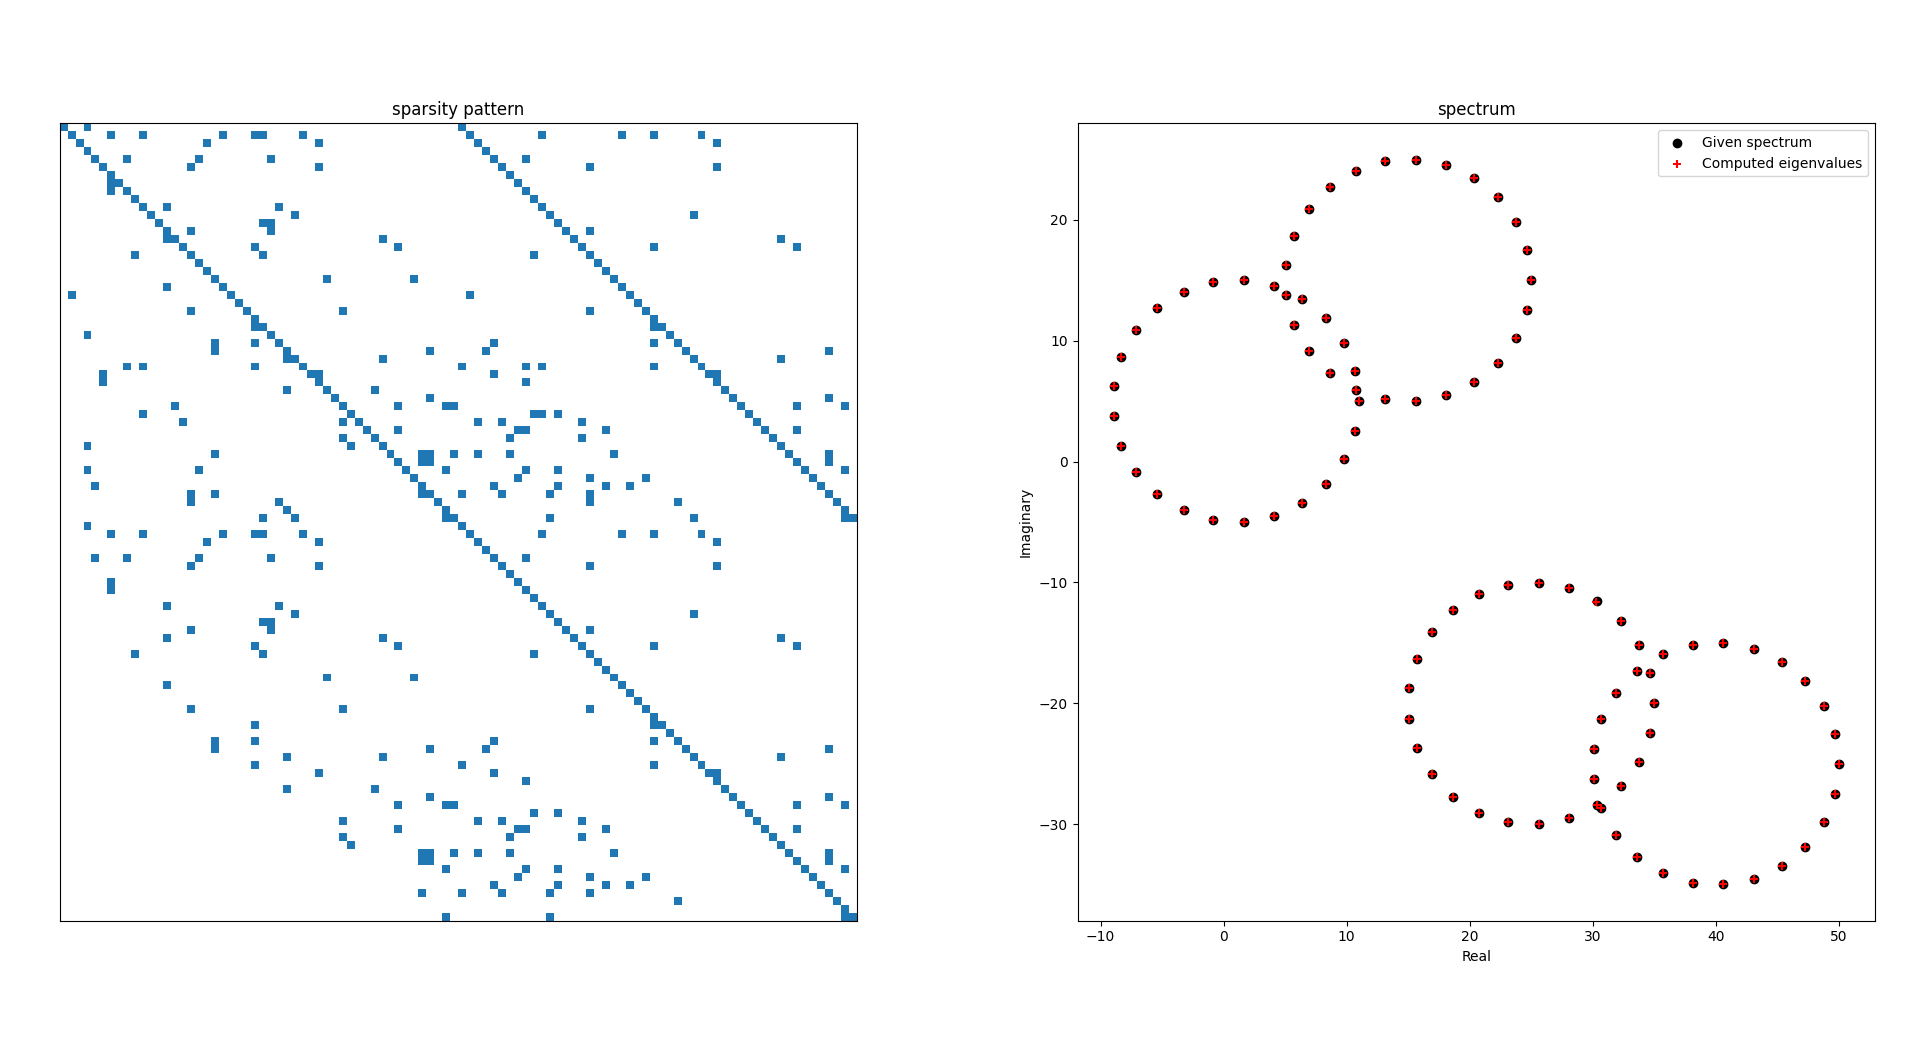 sparsity pattern
spectrum
Given spectrum
Computed eigenvalues
20
10
0
−10
−20
−30
Imaginary
−10
0
10
20
30
40
50
Real